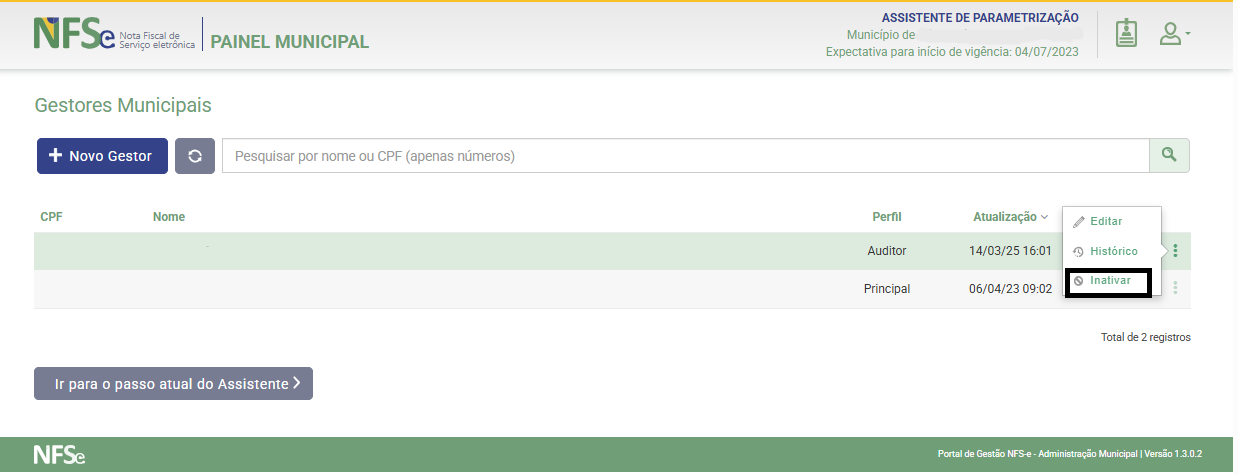 NFSe Nota Fiscal de
Serviço eletrônica
PAINEL MUNICIPAL
ASSISTENTE DE PARAMETRIZAÇÃO
Município de
Expectativa para início de vigência: 04/07/2023
Gestores Municipais
Novo Gestor
Pesquisar por nome ou CPF (apenas números)
CPF Nome Perfil Atualização
Auditor 14/03/25 16:01
Principal 06/04/23 09:02
Editar
Histórico
Inativar
Total de 2 registros
Ir para o passo atual do Assistente
NFSe
Portal de Gestão NFS-e - Administração Municipal | Versão 1.3.0.2